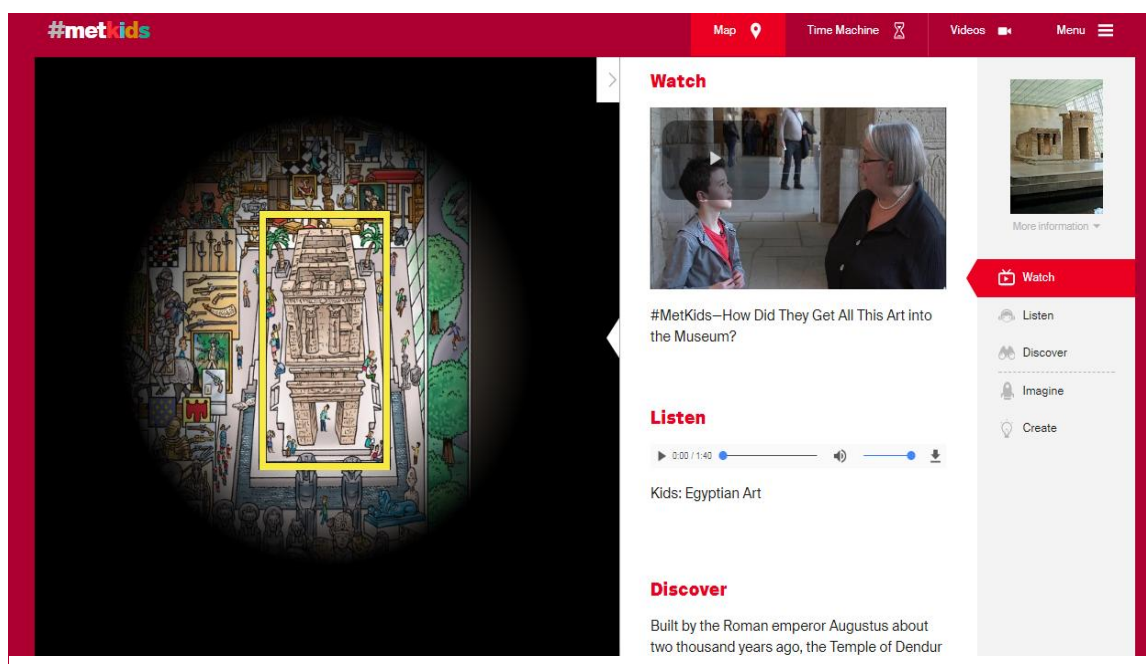 #metkids
Map
Time Machine
Videos
Menu
Watch
#MetKids—How Did They Get All This Art into
the Museum?
Listen
0:00 / 1:40
Kids: Egyptian Art
Discover
Built by the Roman emperor Augustus about
two thousand years ago, the Temple of Dendur
More information
Watch
Listen
Discover
Imagine
Create